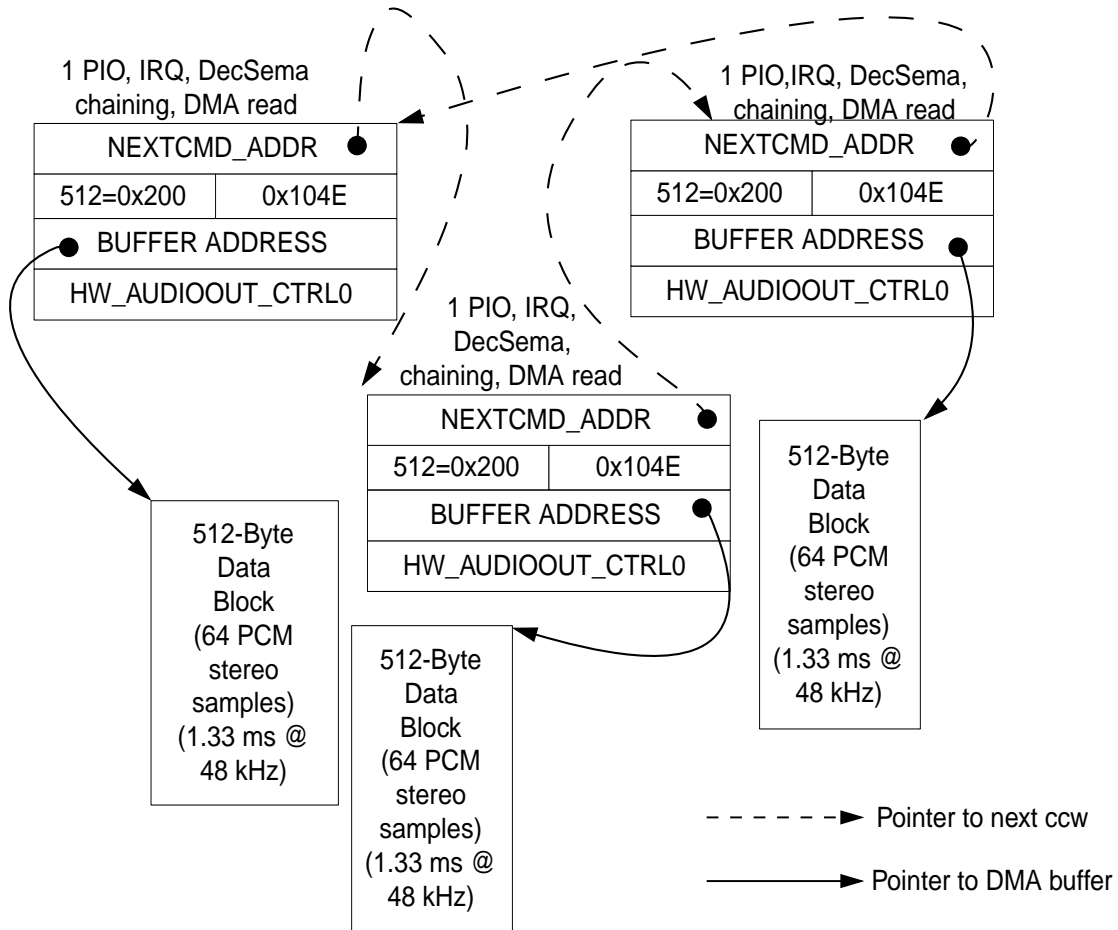 1 PIO, IRQ, DecSema
chaining, DMA read
NEXTCMD_ADDR
512=0x200 0x104E
BUFFER ADDRESS
HW_AUDIOOUT_CTRL0
1 PIO,IRQ, DecSema,
chaining, DMA read
NEXTCMD_ADDR
512=0x200 0x104E
BUFFER ADDRESS
HW_AUDIOOUT_CTRL0
1 PIO, IRQ,
DecSema,
chaining, DMA read
NEXTCMD_ADDR
512=0x200 0x104E
BUFFER ADDRESS
HW_AUDIOOUT_CTRL0
512-Byte
Data
Block
(64 PCM
stereo
samples)
(1.33 ms @
48 kHz)
512-Byte
Data
Block
(64 PCM
stereo
samples)
(1.33 ms @
48 kHz)
512-Byte
Data
Block
(64 PCM
stereo
samples)
(1.33 ms @
48 kHz)
Pointer to next ccw
Pointer to DMA buffer